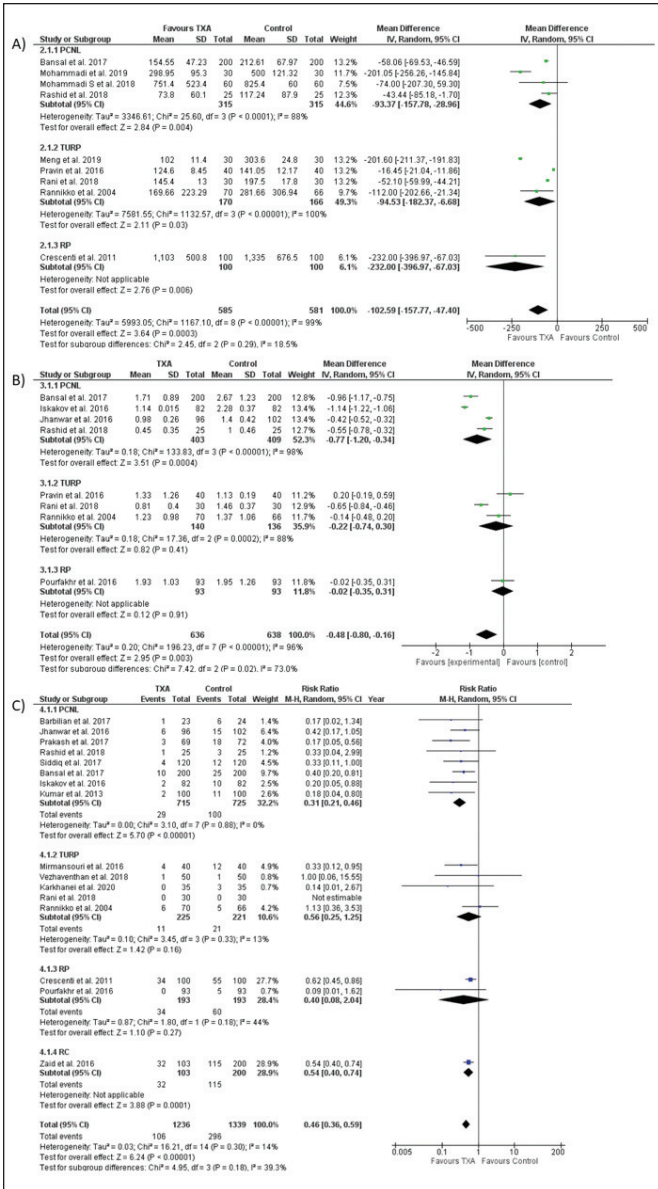 A)
Favours TXA Control Mean Difference Mean Difference
Study or Subgroup Mean SD Total Mean SD Total Weight IV, Random, 95% CI IV, Random, 95% CI
2.1.1 PCNL
Bansal et al. 2017 154.55 47.23 200 212.61 67.97 200 13.2% -58.06 [-69.53, -46.59]
Mohammadi et al. 2019 298.95 95.3 30 500 121.32 30 11.7% -201.05 [-256.26, -145.84]
Mohammadi S et al. 2018 751.4 523.4 60 825.4 60 60 7.5% -74.00 [-207.30, 59.30]
Rashid et al. 2018 73.8 60.1 25 117.24 87.9 25 12.3% -43.44 [-85.18, -1.70]
Subtotal (95% CI) 315 315 44.6% -93.37 [-157.78, -28.96]
Heterogeneity: Tau² = 3346.61; Chi² = 25.60, df = 3 (P < 0.0001); I² = 88%
Test for overall effect: Z = 2.84 (P = 0.004)
2.1.2 TURP
Meng et al. 2019 102 11.4 30 303.6 24.8 30 13.2% -201.60 [-211.37, -191.83]
Pravin et al. 2016 124.6 8.45 40 141.05 12.17 40 13.2% -16.45 [-21.04, -11.86]
Rani et al. 2018 145.4 13 30 197.5 17.8 30 13.2% -52.10 [-59.99, -44.21]
Rannikko et al. 2004 169.66 223.29 70 281.66 306.94 66 9.6% -112.00 [-202.66, -21.34]
Subtotal (95% CI) 170 166 49.3% -94.53 [-182.37, -6.68]
Heterogeneity: Tau² = 7581.55; Chi² = 1132.57, df = 3 (P < 0.00001); I² = 100%
Test for overall effect: Z = 2.11 (P = 0.03)
2.1.3 RP
Crescenti et al. 2011 1,103 500.8 100 1,335 676.5 100 6.1% -232.00 [-396.97, -67.03]
Subtotal (95% CI) 100 100 6.1% -232.00 [-396.97, -67.03]
Heterogeneity: Not applicable
Test for overall effect: Z = 2.76 (P = 0.006)
Total (95% CI) 585 581 100.0% -102.59 [-157.77, -47.40]
Heterogeneity: Tau² = 5993.05; Chi² = 1167.10, df = 8 (P < 0.00001); I² = 99%
Test for overall effect: Z = 3.64 (P = 0.0003)
Test for subgroup differences: Chi² = 2.45, df = 2 (P = 0.29), I² = 18.5%
-500 -250 0 250 500
Favours TXA Favours Control
B)
TXA Control Mean Difference Mean Difference
Study or Subgroup Mean SD Total Mean SD Total Weight IV, Random, 95% CI IV, Random, 95% CI
3.1.1 PCNL
Bansal et al. 2017 1.71 0.89 200 2.67 1.23 200 12.8% -0.96 [-1.17, -0.75]
Iskakov et al. 2016 1.14 0.015 82 2.28 0.37 82 13.4% -1.14 [-1.22, -1.06]
Jhanwar et al. 2016 0.98 0.26 96 1.4 0.42 102 13.4% -0.42 [-0.52, -0.32]
Rashid et al. 2018 0.45 0.35 25 1 0.46 25 12.7% -0.55 [-0.78, -0.32]
Subtotal (95% CI) 403 409 52.3% -0.77 [-1.20, -0.34]
Heterogeneity: Tau² = 0.18; Chi² = 133.83, df = 3 (P < 0.00001); I² = 98%
Test for overall effect: Z = 3.51 (P = 0.0004)
3.1.2 TURP
Pravin et al. 2016 1.33 1.26 40 1.13 0.19 40 11.2% 0.20 [-0.19, 0.59]
Rani et al. 2018 0.81 0.4 30 1.46 0.37 30 12.9% -0.65 [-0.84, -0.46]
Rannikko et al. 2004 1.23 0.98 70 1.37 1.06 66 11.7% -0.14 [-0.48, 0.20]
Subtotal (95% CI) 140 136 35.9% -0.22 [-0.74, 0.30]
Heterogeneity: Tau² = 0.18; Chi² = 17.36, df = 2 (P = 0.0002); I² = 88%
Test for overall effect: Z = 0.82 (P = 0.41)
3.1.3 RP
Pourfakhr et al. 2016 1.93 1.03 93 1.95 1.26 93 11.8% -0.02 [-0.35, 0.31]
Subtotal (95% CI) 93 93 11.8% -0.02 [-0.35, 0.31]
Heterogeneity: Not applicable
Test for overall effect: Z = 0.12 (P = 0.91)
Total (95% CI) 636 638 100.0% -0.48 [-0.80, -0.16]
Heterogeneity: Tau² = 0.20; Chi² = 196.23, df = 7 (P < 0.00001); I² = 96%
Test for overall effect: Z = 2.95 (P = 0.003)
Test for subgroup differences: Chi² = 7.42, df = 2 (P = 0.02), I² = 73.0%
-2 -1 0 1 2
Favours [experimental] Favours [control]
C)
TXA Control Risk Ratio Risk Ratio
Study or Subgroup Events Total Events Total Weight M-H, Random, 95% CI Year M-H, Random, 95% CI
4.1.1 PCNL
Barbilian et al. 2017 1 23 6 24 1.4% 0.17 [0.02, 1.34]
Jhanwar et al. 2016 6 96 15 102 6.4% 0.42 [0.17, 1.05]
Prakash et al. 2017 3 69 18 72 3.9% 0.17 [0.05, 0.56]
Rashid et al. 2018 1 25 3 25 1.2% 0.33 [0.04, 2.99]
Siddiq et al. 2017 4 120 12 120 4.5% 0.33 [0.11, 1.00]
Bansal et al. 2017 10 200 25 200 9.7% 0.40 [0.20, 0.81]
Iskakov et al. 2016 2 82 10 82 2.6% 0.20 [0.05, 0.88]
Kumar et al. 2013 2 100 11 100 2.6% 0.18 [0.04, 0.80]
Subtotal (95% CI) 715 725 32.2% 0.31 [0.21, 0.46]
Total events 29 100
Heterogeneity: Tau² = 0.00; Chi² = 3.10, df = 7 (P = 0.88); I² = 0%
Test for overall effect: Z = 5.70 (P < 0.00001)
4.1.2 TURP
Mirmansouri et al. 2016 4 40 12 40 4.9% 0.33 [0.12, 0.95]
Vezhaventhan et al. 2018 1 50 1 50 0.8% 1.00 [0.06, 15.55]
Karkhanei et al. 2020 0 35 3 35 0.7% 0.14 [0.01, 2.67]
Rani et al. 2018 0 30 0 30 Not estimable
Rannikko et al. 2004 6 70 5 66 4.2% 1.13 [0.36, 3.53]
Subtotal (95% CI) 225 221 10.6% 0.56 [0.25, 1.25]
Total events 11 21
Heterogeneity: Tau² = 0.10; Chi² = 3.45, df = 3 (P = 0.33); I² = 13%
Test for overall effect: Z = 1.42 (P = 0.16)
4.1.3 RP
Crescenti et al. 2011 34 100 55 100 27.7% 0.62 [0.45, 0.86]
Pourfakhr et al. 2016 0 93 5 93 0.7% 0.09 [0.01, 1.62]
Subtotal (95% CI) 193 193 28.4% 0.40 [0.08, 2.04]
Total events 34 60
Heterogeneity: Tau² = 0.87; Chi² = 1.80, df = 1 (P = 0.18); I² = 44%
Test for overall effect: Z = 1.10 (P = 0.27)
4.1.4 RC
Zaid et al. 2016 32 103 115 200 28.9% 0.54 [0.40, 0.74]
Subtotal (95% CI) 103 200 28.9% 0.54 [0.40, 0.74]
Total events 32 115
Heterogeneity: Not applicable
Test for overall effect: Z = 3.88 (P = 0.0001)
Total (95% CI) 1236 1339 100.0% 0.46 [0.36, 0.59]
Total events 106 296
Heterogeneity: Tau² = 0.03; Chi² = 16.21, df = 14 (P = 0.30); I² = 14%
Test for overall effect: Z = 6.24 (P < 0.00001)
Test for subgroup differences: Chi² = 4.95, df = 3 (P = 0.18), I² = 39.3%
0.005 0.1 1 10 200
Favours TXA Favours Control